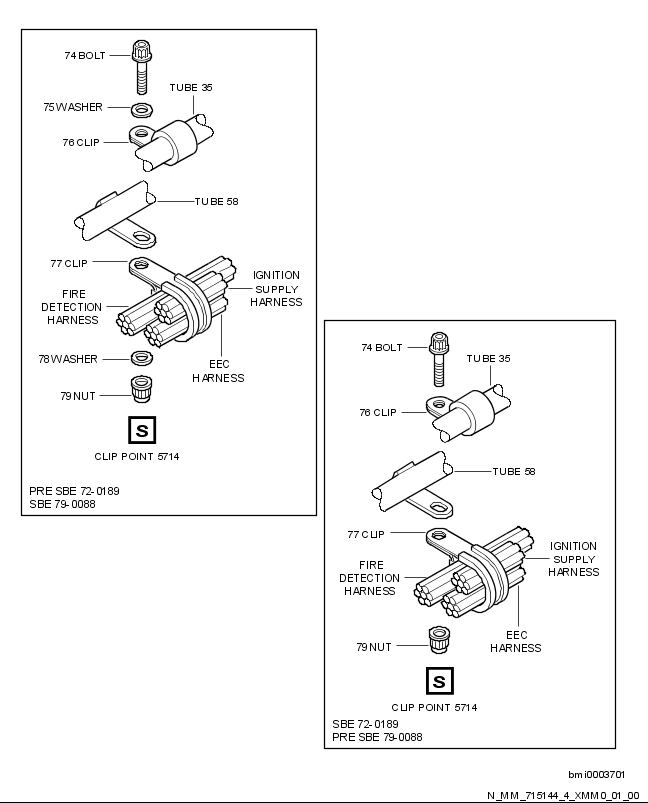 74 BOLT
TUBE 35
75 WASHER
76 CLIP
TUBE 58
77 CLIP
IGNITION
SUPPLY
HARNESS
FIRE
DETECTION
HARNESS
78 WASHER
EEC
HARNESS
79 NUT
S
CLIP POINT 5714
PRE SBE 72-0189
SBE 79-0088
74 BOLT
TUBE 35
76 CLIP
TUBE 58
77 CLIP
IGNITION
SUPPLY
HARNESS
FIRE
DETECTION
HARNESS
EEC
HARNESS
79 NUT
S
CLIP POINT 5714
SBE 72-0189
PRE SBE 79-0088
bmi0003701
N_MM_715144_4_XMM0_01_00